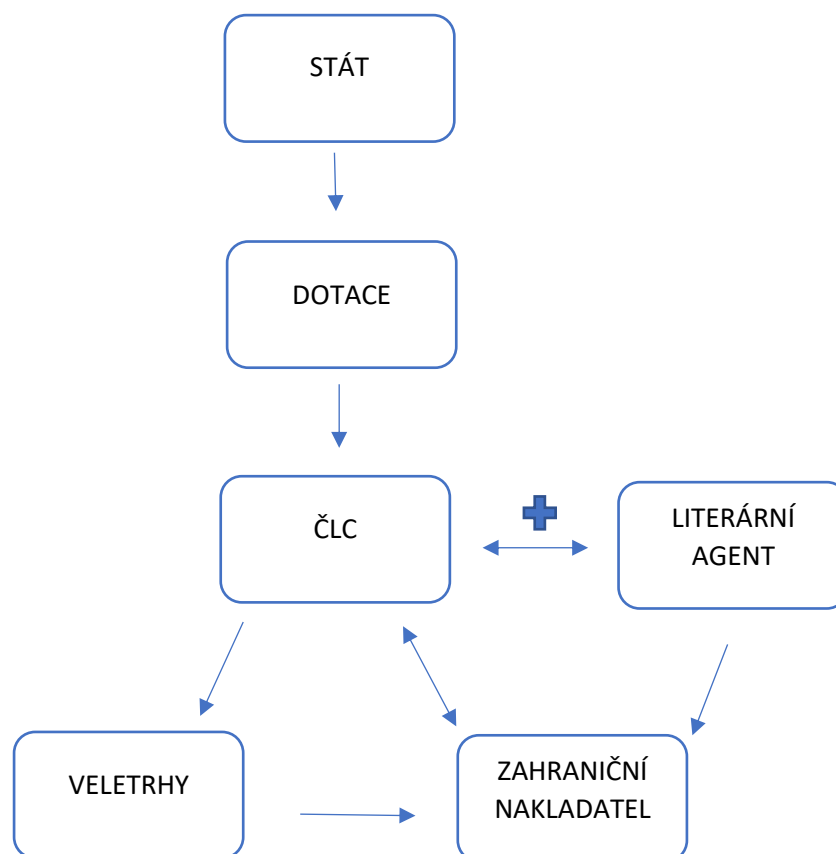 STÁT
DOTACE
ČLC
LITERÁRNÍ
AGENT
VELETRHY
ZAHRANIČNÍ
NAKLADATEL